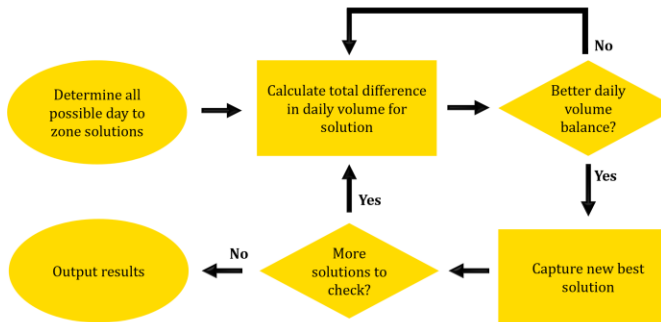 No
Determine all
possible day to
zone solutions
Calculate total difference
in daily volume for
solution
Better daily
volume
balance?
Yes
Yes
Output results
No
More
solutions to
check?
Capture new best
solution